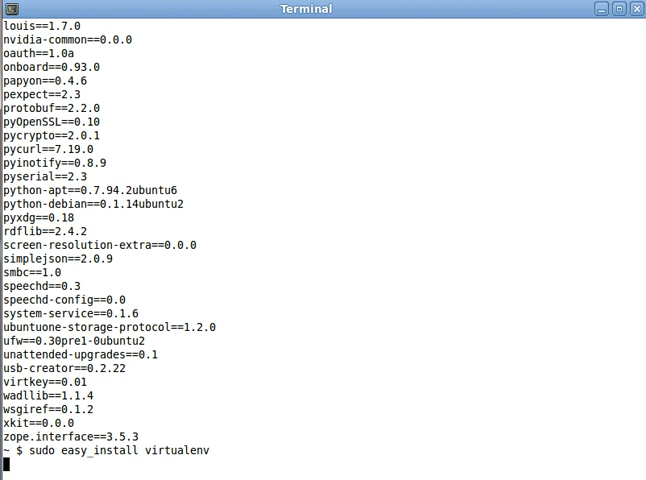 Terminal
louis==1.7.0
nvidia-common==0.0.0
oauth==1.0a
onboard==0.93.0
papyon==0.4.6
pexpect==2.3
protobuf==2.2.0
pyOpenSSL==0.10
pycrypto==2.0.1
pycurl==7.19.0
pyinotify==0.8.9
pyserial==2.3
python-apt==0.7.94.2ubuntu6
python-debian==0.1.14ubuntu2
pyxdg==0.18
rdflib==2.4.2
screen-resolution-extra==0.0.0
simplejson==2.0.9
smbc==1.0
speechd==0.3
speechd-config==0.0
system-service==0.1.6
ubuntuone-storage-protocol==1.2.0
ufw==0.30pre1-0ubuntu2
unattended-upgrades==0.1
usb-creator==0.2.22
virtkey==0.01
wadllib==1.1.4
wsgiref==0.1.2
xkit==0.0.0
zope.interface==3.5.3
~ $ sudo easy_install virtualenv